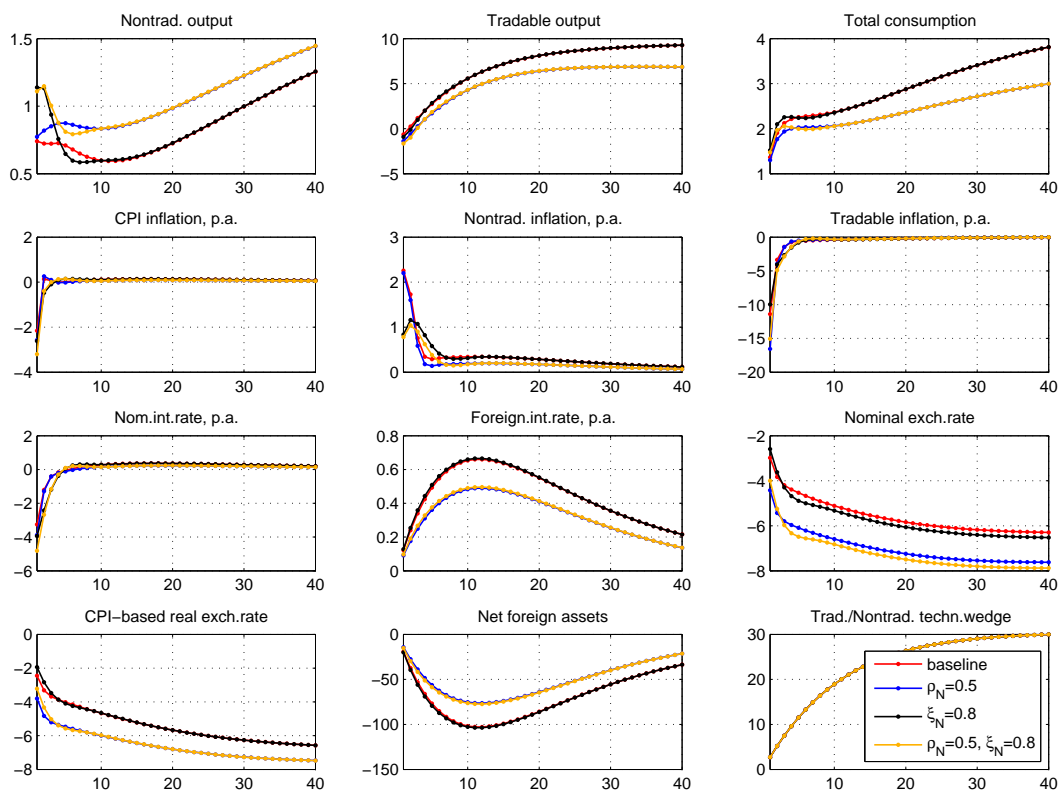 Nontrad. output
Tradable output
Total consumption
1.5
1
0.5
10 20 30 40
10
5
0
−5
10 20 30 40
4
3
2
1
10 20 30 40
CPI inflation, p.a.
Nontrad. inflation, p.a.
Tradable inflation, p.a.
2
0
−2
−4
10 20 30 40
3
2
1
0
10 20 30 40
0
−5
−10
−15
−20
10 20 30 40
Nom.int.rate, p.a.
Foreign.int.rate, p.a.
Nominal exch.rate
2
0
−2
−4
−6
10 20 30 40
0.8
0.6
0.4
0.2
0
10 20 30 40
−2
−4
−6
−8
10 20 30 40
CPI−based real exch.rate
Net foreign assets
Trad./Nontrad. techn.wedge
0
−2
−4
−6
−8
10 20 30 40
0
−50
−100
−150
10 20 30 40
30
20
10
0
10 20 30 40
baseline
ρ_N=0.5
ξ_N=0.8
ρ_N=0.5, ξ_N=0.8